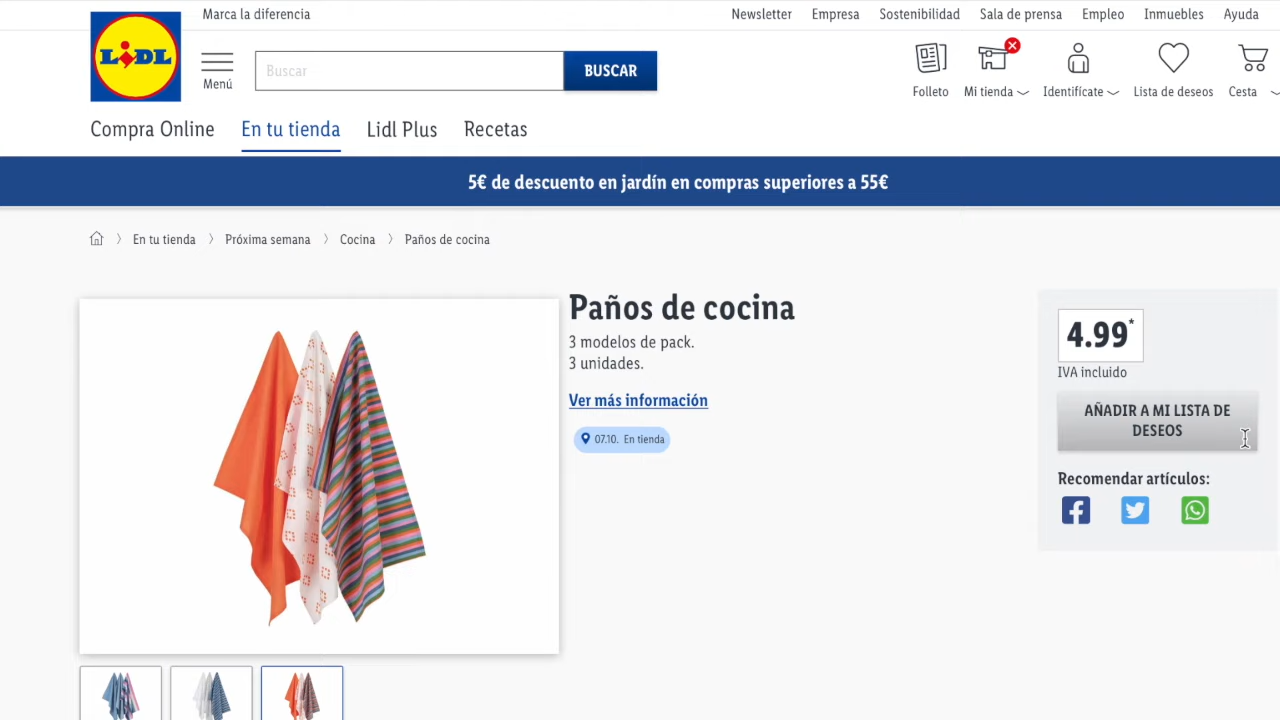 Marca la diferencia
Newsletter Empresa Sostenibilidad Sala de prensa Empleo Inmuebles Ayuda
LIDL
Menú
Buscar
BUSCAR
Folleto Mi tienda Identifícate Lista de deseos Cesta
Compra Online En tu tienda Lidl Plus Recetas
5€ de descuento en jardín en compras superiores a 55€
En tu tienda Próxima semana Cocina Paños de cocina
Paños de cocina
3 modelos de pack.
3 unidades.
Ver más información
07.10. En tienda
4.99*
IVA incluido
AÑADIR A MI LISTA DE
DESEOS
Recomendar artículos: